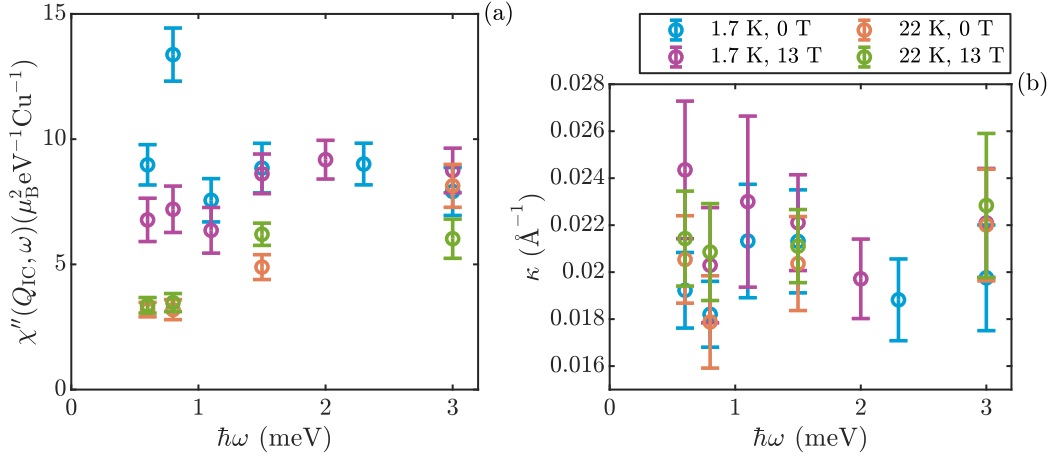 (a)
χ′′(Q_IC, ω)(μ_B^2 eV^−1 Cu^−1)
15
10
5
0
0 1 2 3
ħω (meV)
1.7 K, 0 T 22 K, 0 T
1.7 K, 13 T 22 K, 13 T
(b)
κ (Å^−1)
0.028
0.026
0.024
0.022
0.02
0.018
0.016
0 1 2 3
ħω (meV)